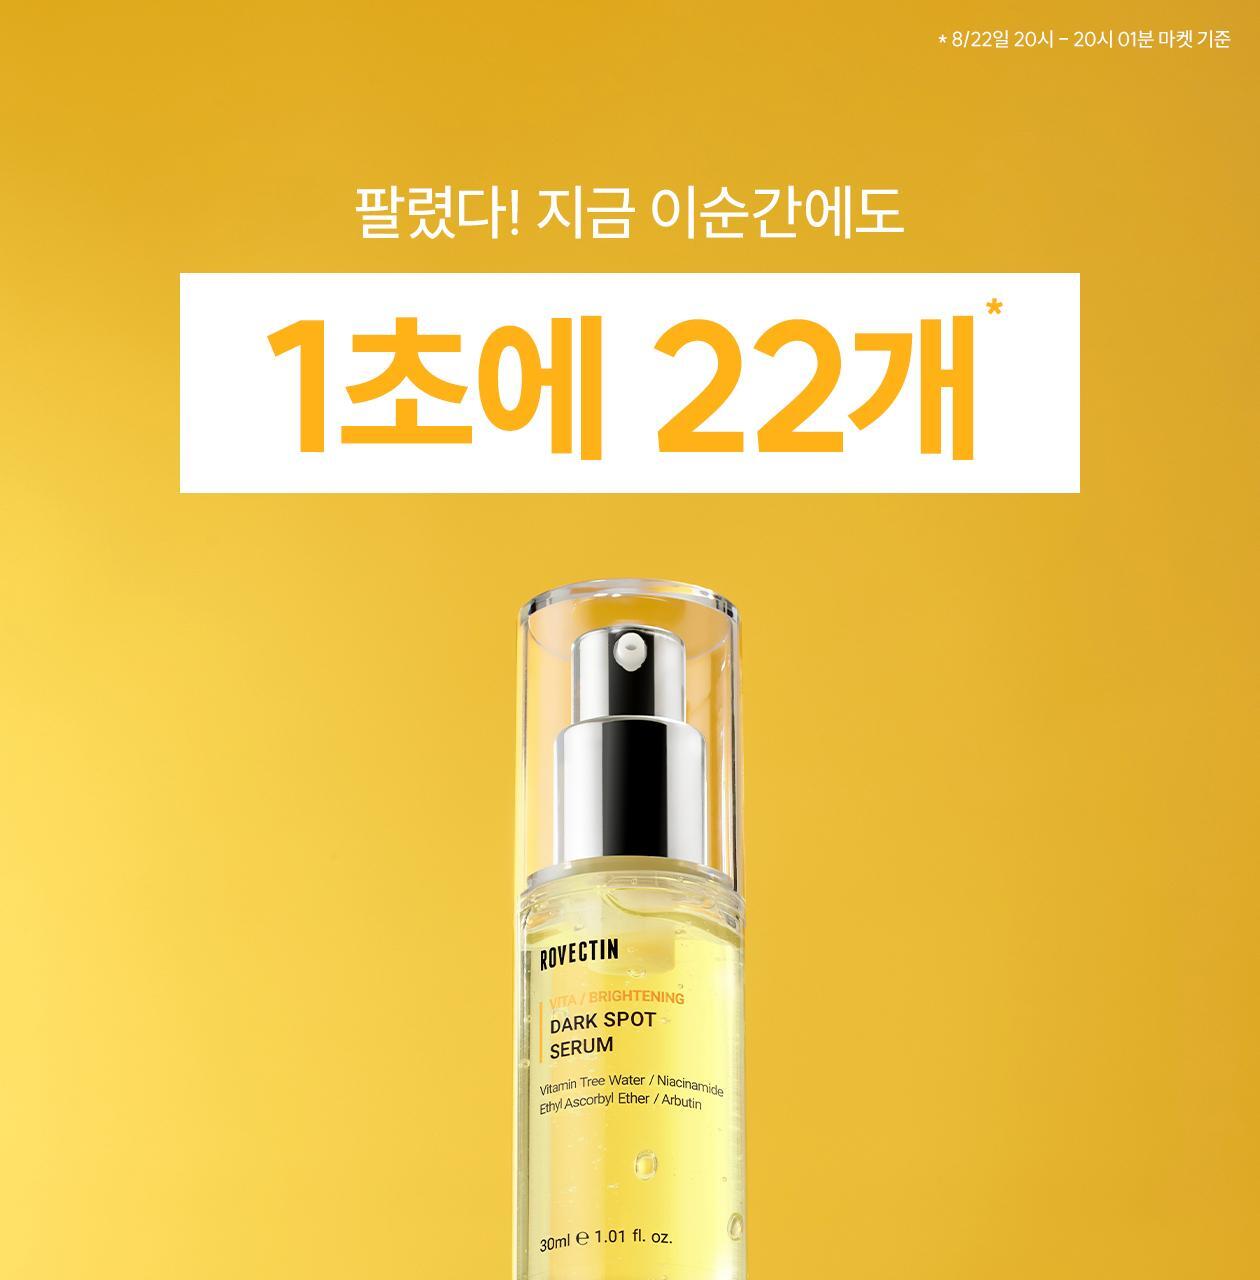 * 8/22일 20시 - 20시 01분 마켓 기준
팔렸다! 지금 이순간에도
1초에 22개*
ROVECTIN
VITA / BRIGHTENING
DARK SPOT
SERUM
Vitamin Tree Water / Niacinamide
Ethyl Ascorbyl Ether / Arbutin
30ml ℮ 1.01 fl. oz.